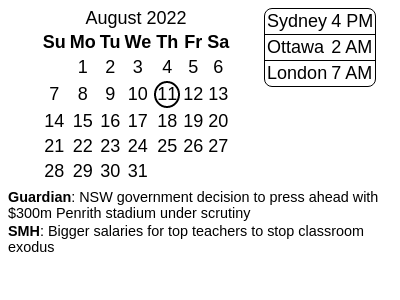 August 2022
Su Mo Tu We Th Fr Sa
1 2 3 4 5 6
7 8 9 10 11 12 13
14 15 16 17 18 19 20
21 22 23 24 25 26 27
28 29 30 31
Sydney 4 PM
Ottawa 2 AM
London 7 AM
Guardian: NSW government decision to press ahead with
$300m Penrith stadium under scrutiny
SMH: Bigger salaries for top teachers to stop classroom
exodus